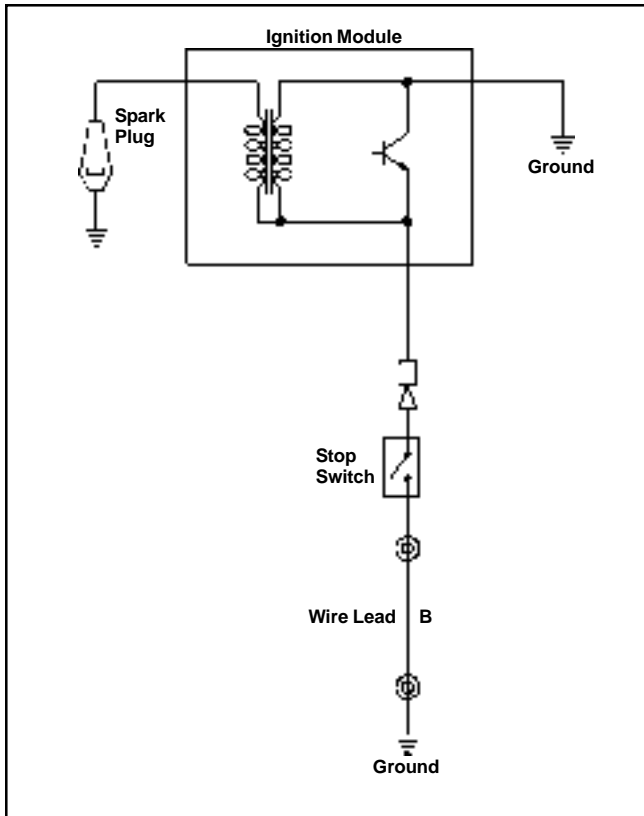 Ignition Module
Spark
Plug
Ground
Stop
Switch
Wire Lead B
Ground